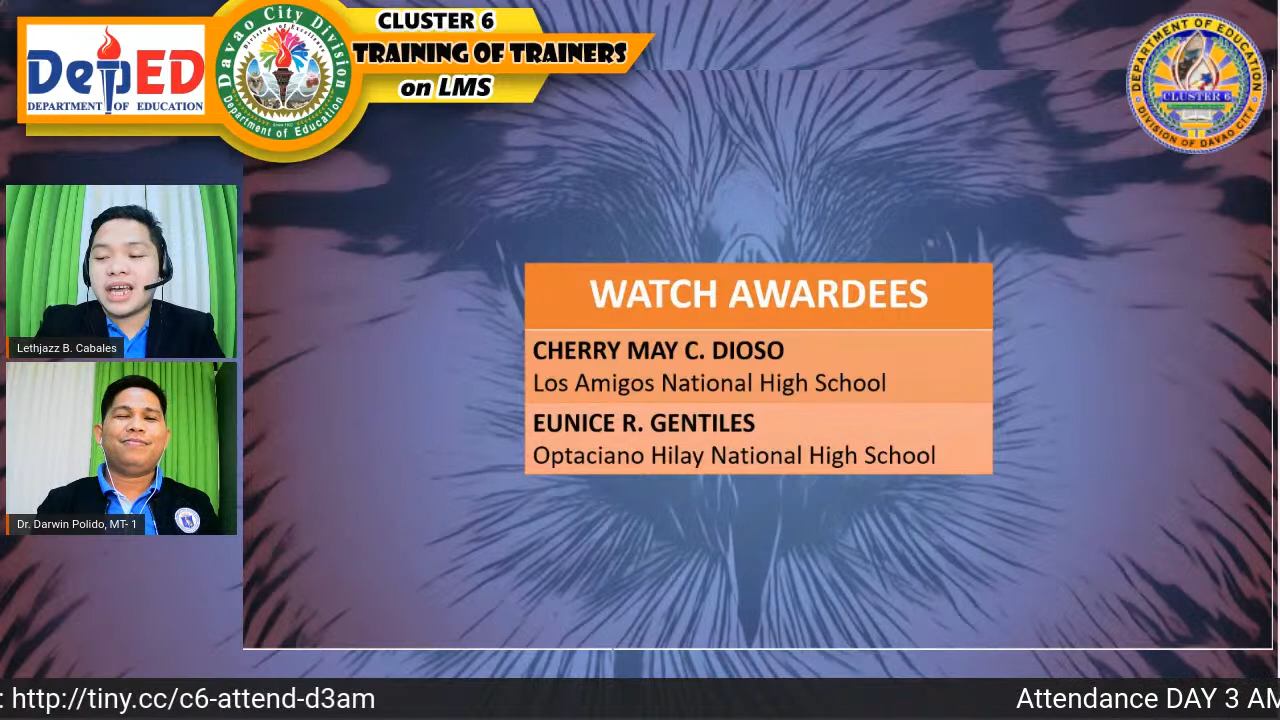 DepED
DEPARTMENT OF EDUCATION
Davao City Division
Department of Education
CLUSTER 6
TRAINING OF TRAINERS
on LMS
DEPARTMENT OF EDUCATION
CLUSTER 6
DIVISION OF DAVAO CITY
Lethjazz B. Cabales
Dr. Darwin Polido, MT- 1
WATCH AWARDEES
CHERRY MAY C. DIOSO
Los Amigos National High School
EUNICE R. GENTILES
Optaciano Hilay National High School
: http://tiny.cc/c6-attend-d3am
Attendance DAY 3 AM